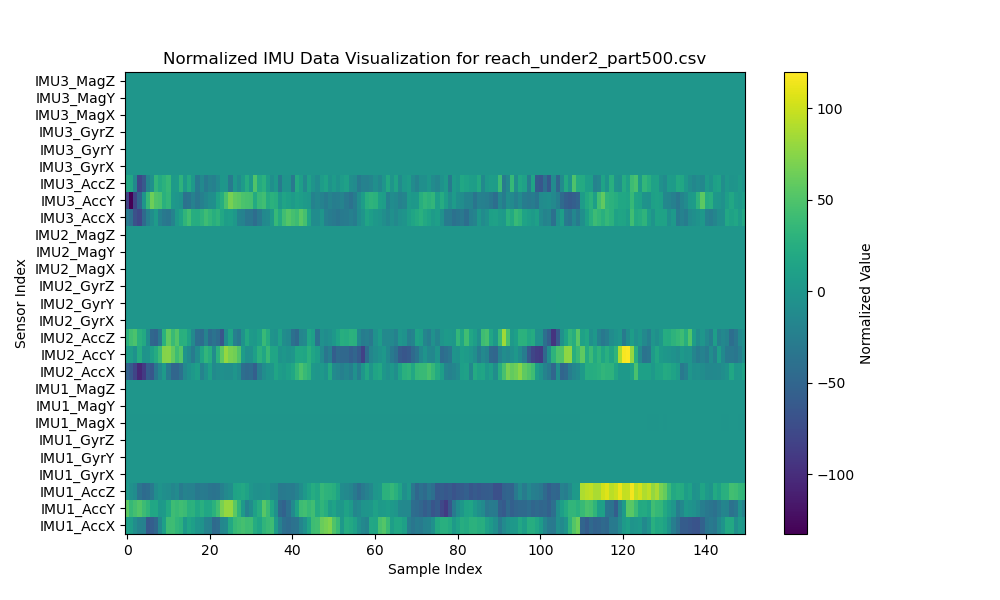 Normalized IMU Data Visualization for reach_under2_part500.csv
IMU3_MagZ
IMU3_MagY
IMU3_MagX
IMU3_GyrZ
IMU3_GyrY
IMU3_GyrX
IMU3_AccZ
IMU3_AccY
IMU3_AccX
IMU2_MagZ
IMU2_MagY
IMU2_MagX
IMU2_GyrZ
IMU2_GyrY
IMU2_GyrX
IMU2_AccZ
IMU2_AccY
IMU2_AccX
IMU1_MagZ
IMU1_MagY
IMU1_MagX
IMU1_GyrZ
IMU1_GyrY
IMU1_GyrX
IMU1_AccZ
IMU1_AccY
IMU1_AccX
Sensor Index
0 20 40 60 80 100 120 140
Sample Index
100
50
0
−50
−100
Normalized Value